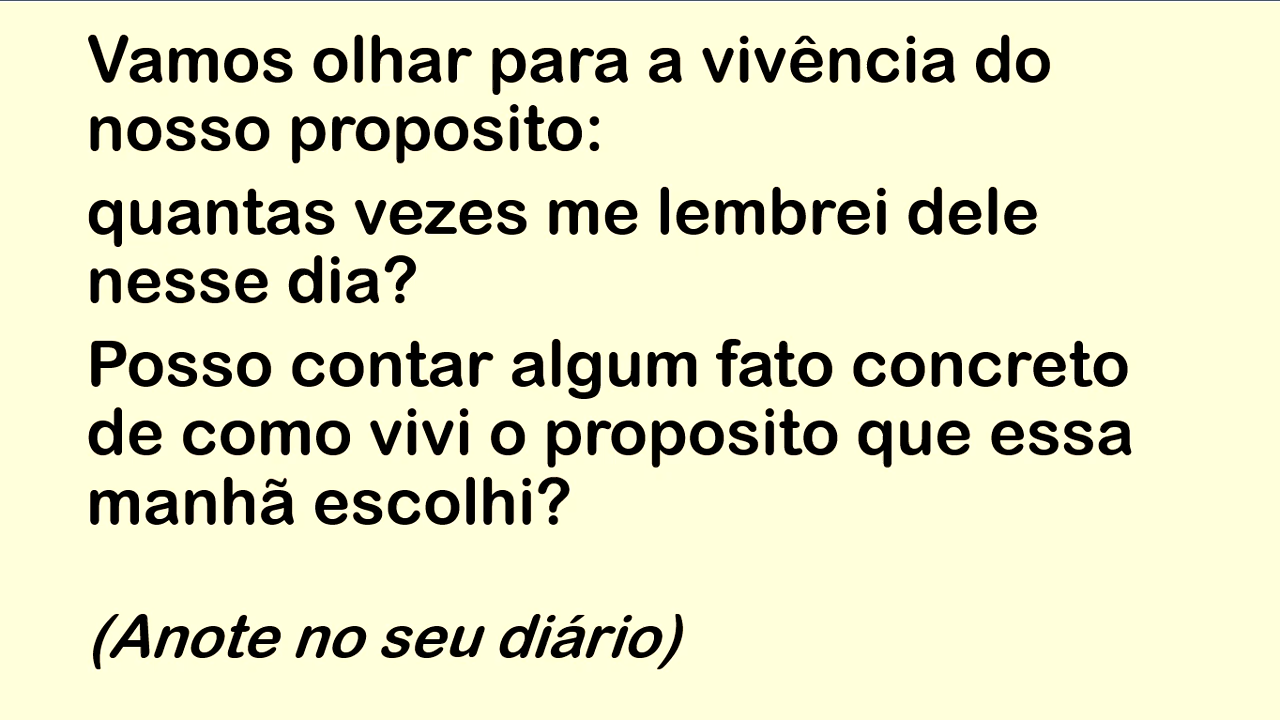 Vamos olhar para a vivência do
nosso proposito:
quantas vezes me lembrei dele
nesse dia?
Posso contar algum fato concreto
de como vivi o proposito que essa
manhã escolhi?
(Anote no seu diário)